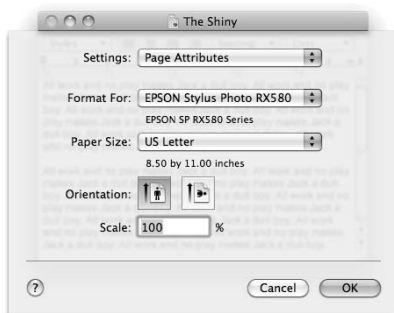 The Shiny
Settings: Page Attributes
Format For: EPSON Stylus Photo RX580
EPSON SP RX580 Series
Paper Size: US Letter
8.50 by 11.00 inches
Orientation:
Scale: 100 %
? Cancel OK